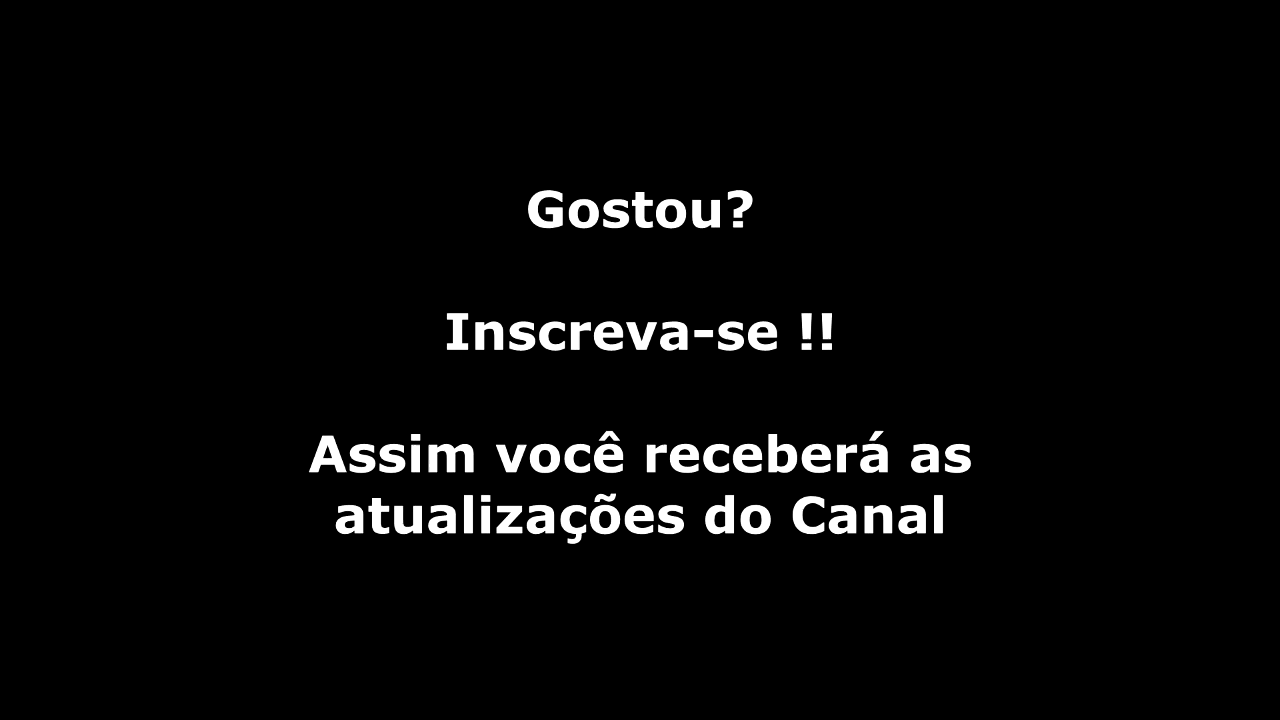 Gostou?
Inscreva-se !!
Assim você receberá as
atualizações do Canal